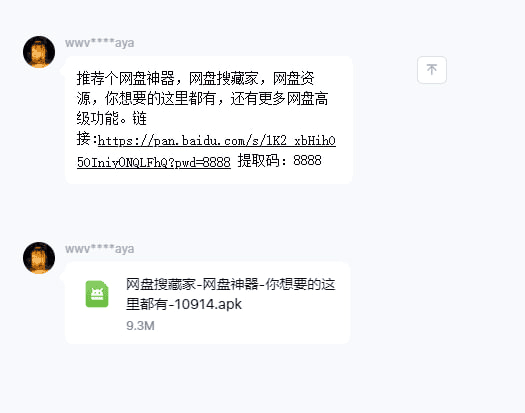 wwv****aya
推荐个网盘神器，网盘搜藏家，网盘资
源，你想要的这里都有，还有更多网盘高
级功能。链
接:https://pan.baidu.com/s/1K2_xbHihO
5OIniyONQLFhQ?pwd=8888 提取码：8888
wwv****aya
网盘搜藏家-网盘神器-你想要的这
里都有-10914.apk
9.3M